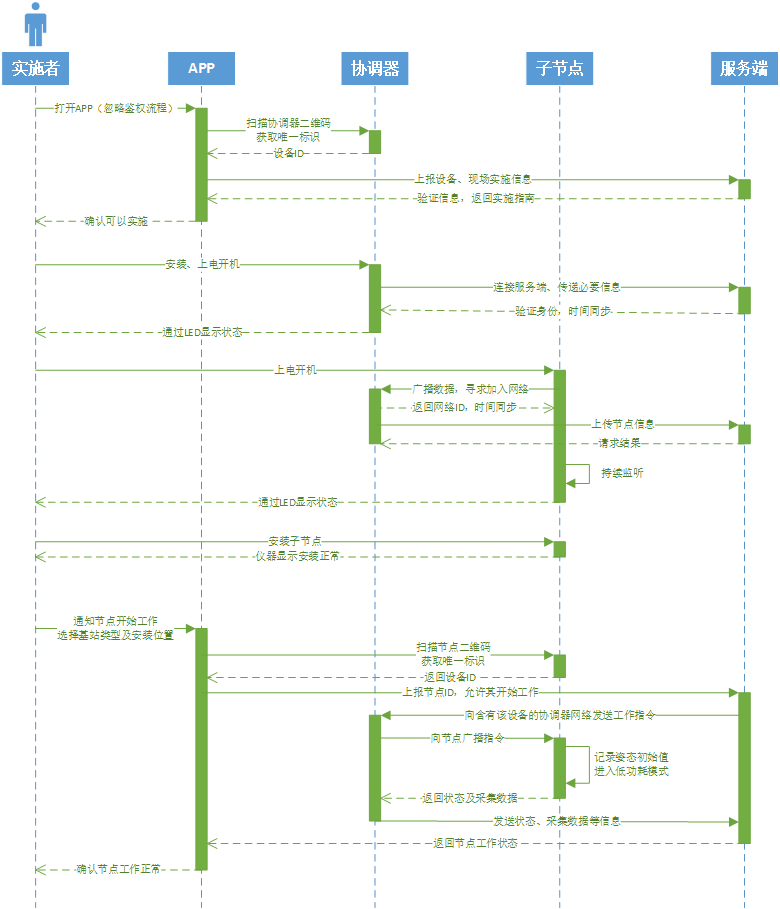 实施者
APP
协调器
子节点
服务端
打开APP（忽略鉴权流程）
扫描协调器二维码
获取唯一标识
设备ID
上报设备、现场实施信息
验证信息，返回实施指南
确认可以实施
安装、上电开机
连接服务端、传递必要信息
验证身份，时间同步
通过LED显示状态
上电开机
广播数据，寻求加入网络
返回网络ID，时间同步
上传节点信息
请求结果
持续监听
通过LED显示状态
安装子节点
仪器显示安装正常
通知节点开始工作
选择基站类型及安装位置
扫描节点二维码
获取唯一标识
返回设备ID
上报节点ID，允许其开始工作
向含有该设备的协调器网络发送工作指令
向节点广播指令
记录姿态初始值
进入低功耗模式
返回状态及采集数据
发送状态、采集数据等信息
返回节点工作状态
确认节点工作正常